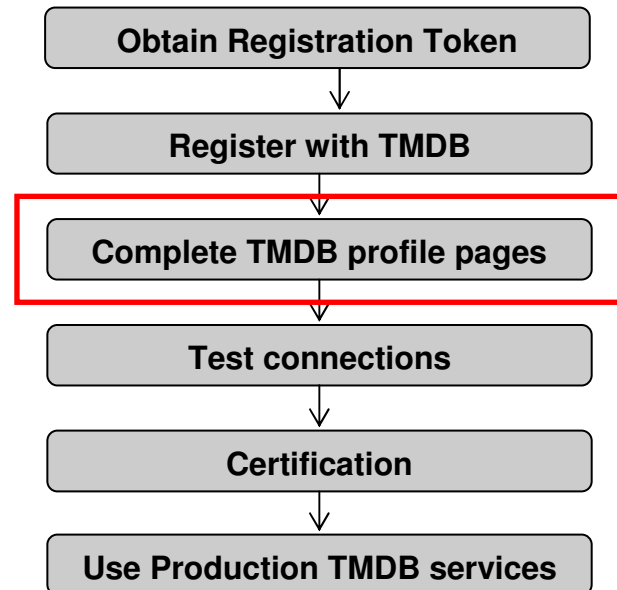 Obtain Registration Token
Register with TMDB
Complete TMDB profile pages
Test connections
Certification
Use Production TMDB services